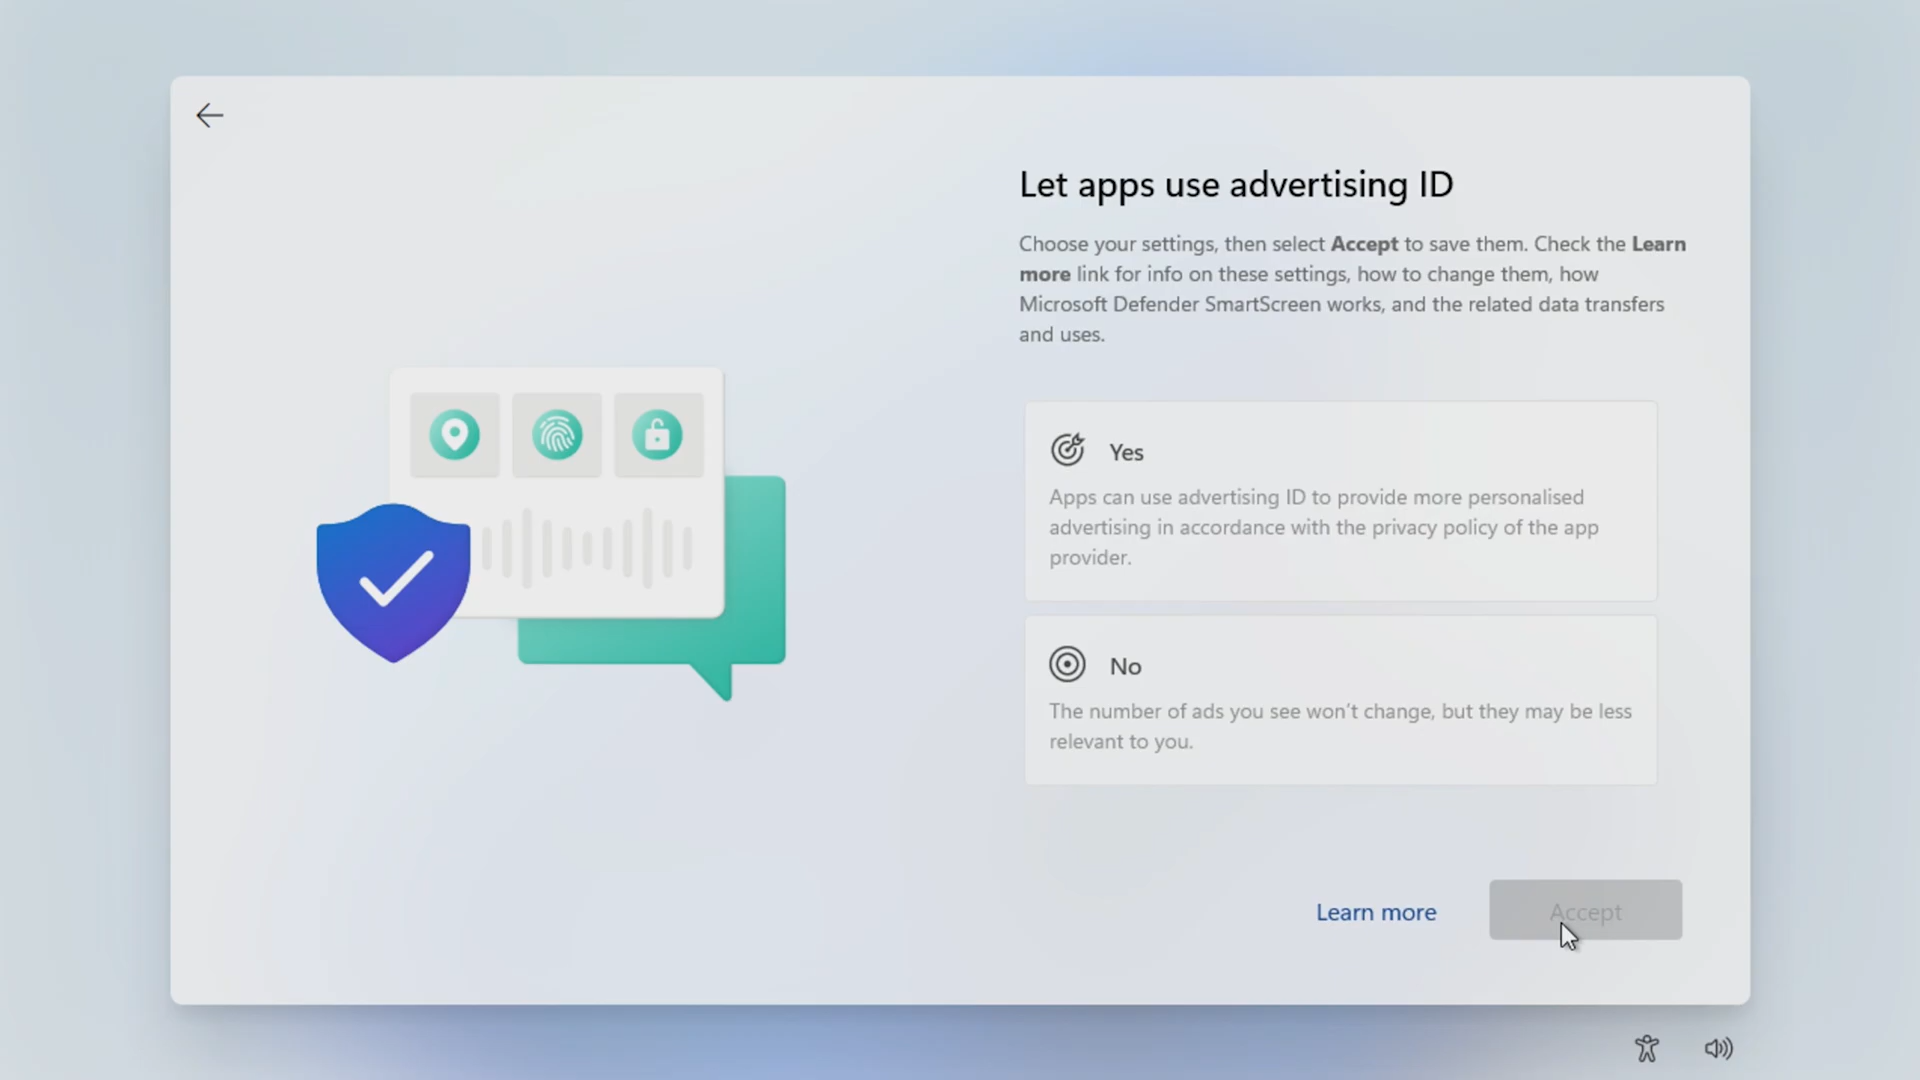 Let apps use advertising ID
Choose your settings, then select Accept to save them. Check the Learn
more link for info on these settings, how to change them, how
Microsoft Defender SmartScreen works, and the related data transfers
and uses.
Yes
Apps can use advertising ID to provide more personalised
advertising in accordance with the privacy policy of the app
provider.
No
The number of ads you see won't change, but they may be less
relevant to you.
Learn more
Accept